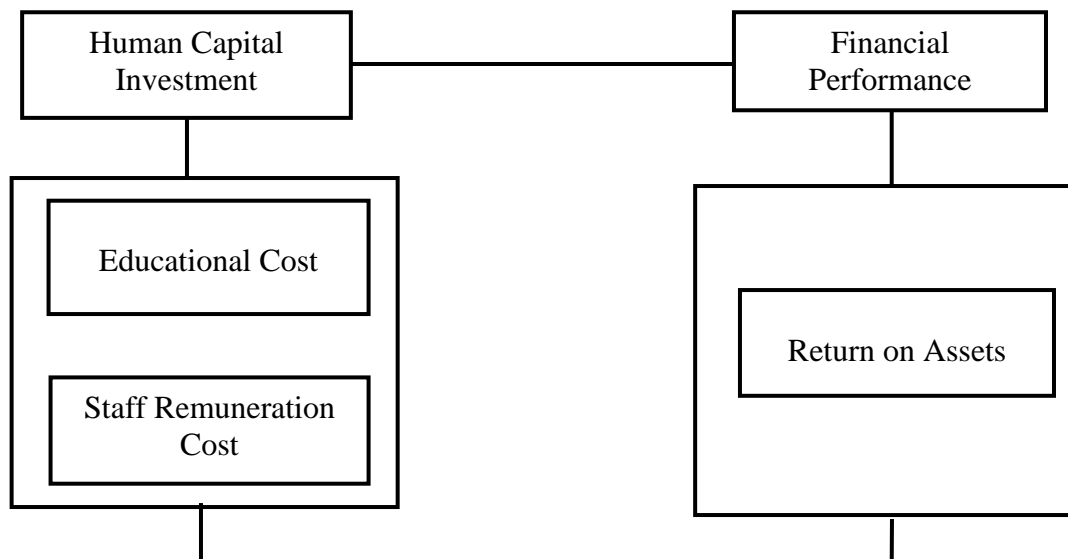 Human Capital
Investment
Financial
Performance
Educational Cost
Return on Assets
Staff Remuneration
Cost